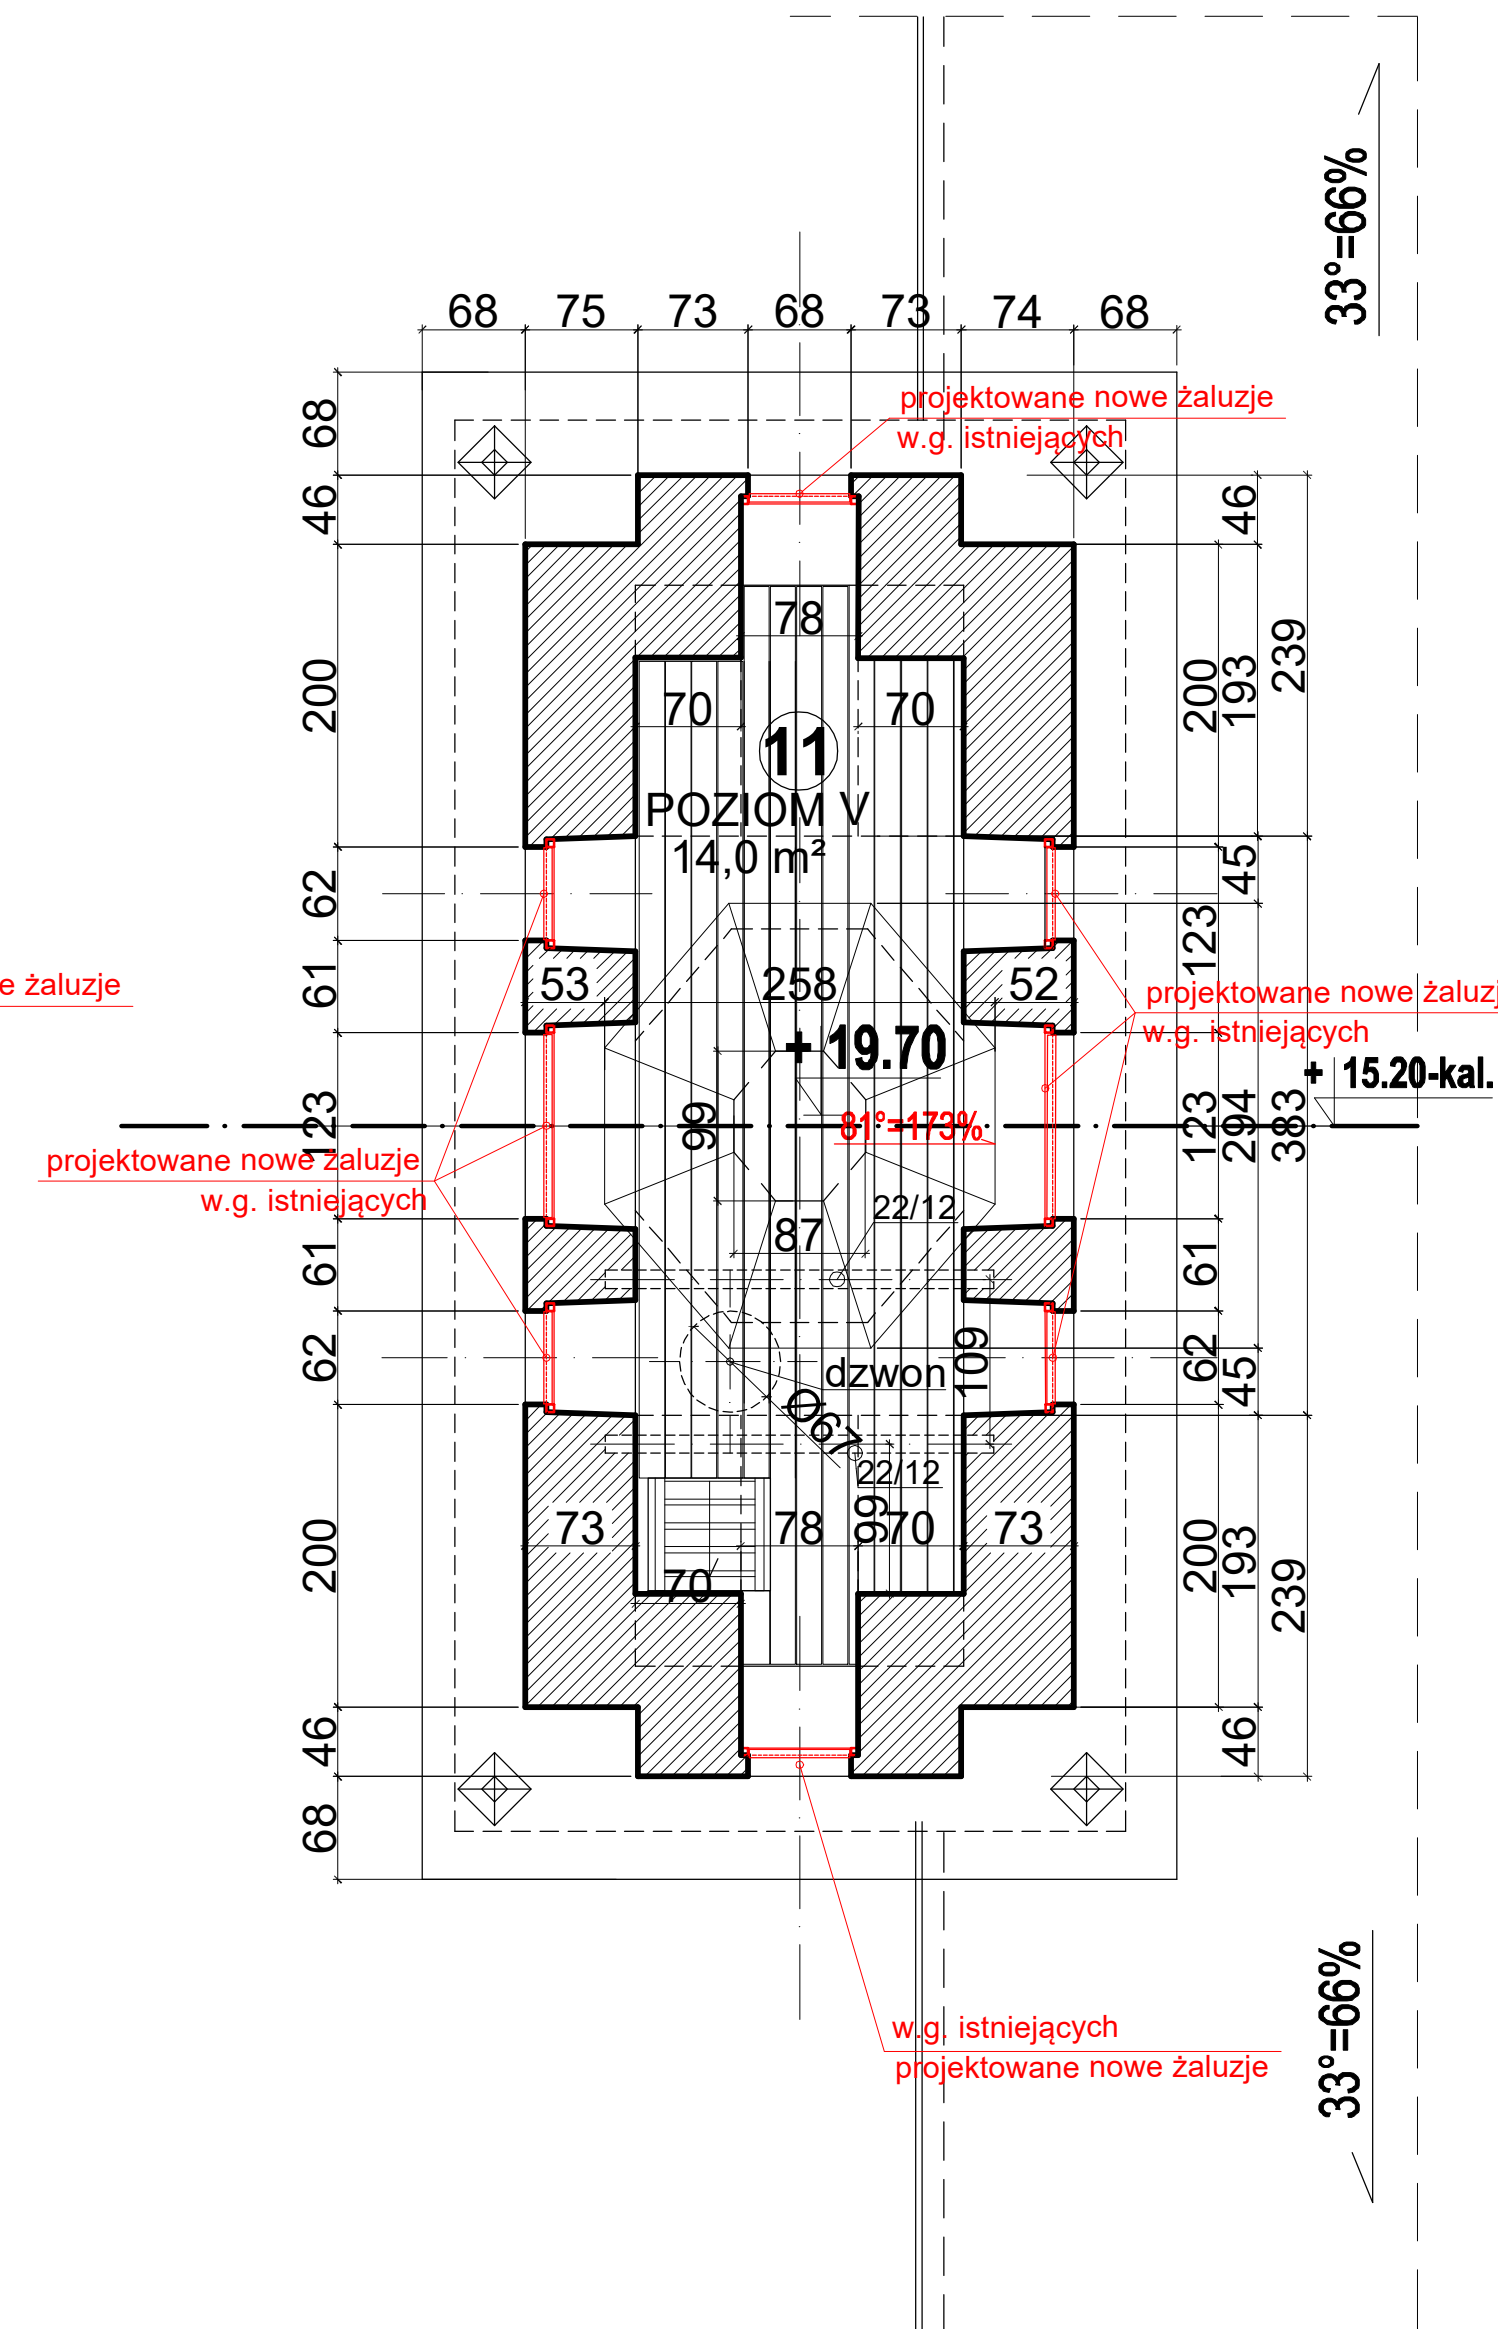 33°=66%
68 75 73 68 73 74 68
projektowane nowe żaluzje
w.g. istniejących
68
46
200
62
61
123
61
62
200
46
68
46
239
193
200
45
123
123
294
383
61
62
45
200
193
239
46
78
70 70
11
POZIOM V
14,0 m²
53 258 52
+ 19.70
99
81°=173%
87
22/12
109
dzwon
Ø67
22/12
99
73 78 70 73
70
e żaluzje
projektowane nowe żaluzje
w.g. istniejących
projektowane nowe żaluzj
w.g. istniejących
+ 15.20-kal.
w.g. istniejących
projektowane nowe żaluzje
33°=66%